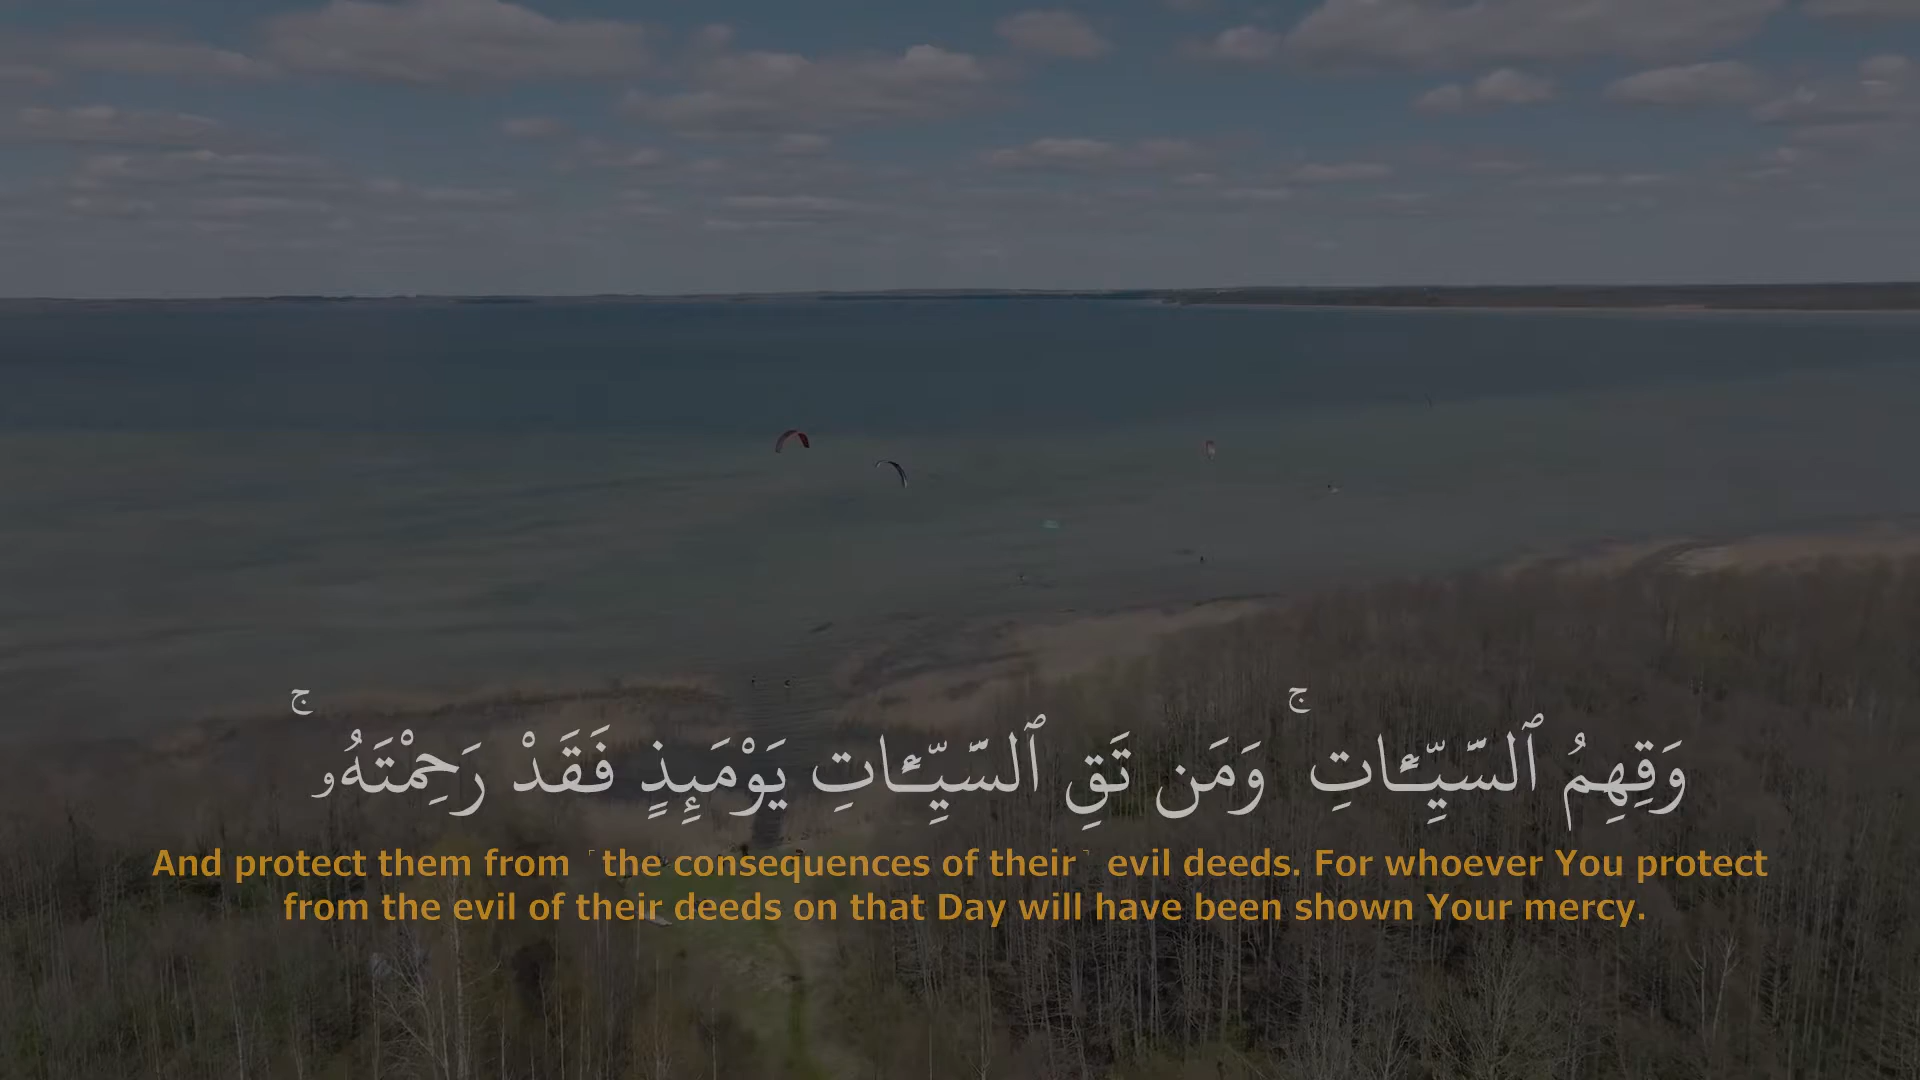 وَقِهِمُ ٱلسَّيِّـَٔاتِ ۚ وَمَن تَقِ ٱلسَّيِّـَٔاتِ يَوْمَئِذٍ فَقَدْ رَحِمْتَهُۥ ۚ
And protect them from ˹the consequences of their˺ evil deeds. For whoever You protect
from the evil of their deeds on that Day will have been shown Your mercy.